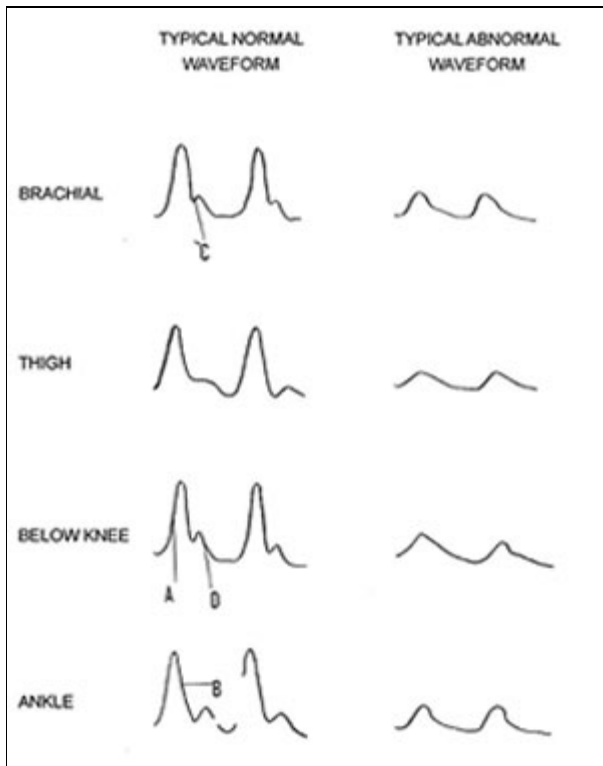 TYPICAL NORMAL
WAVEFORM
TYPICAL ABNORMAL
WAVEFORM
BRACHIAL
C
THIGH
BELOW KNEE
A
D
ANKLE
B